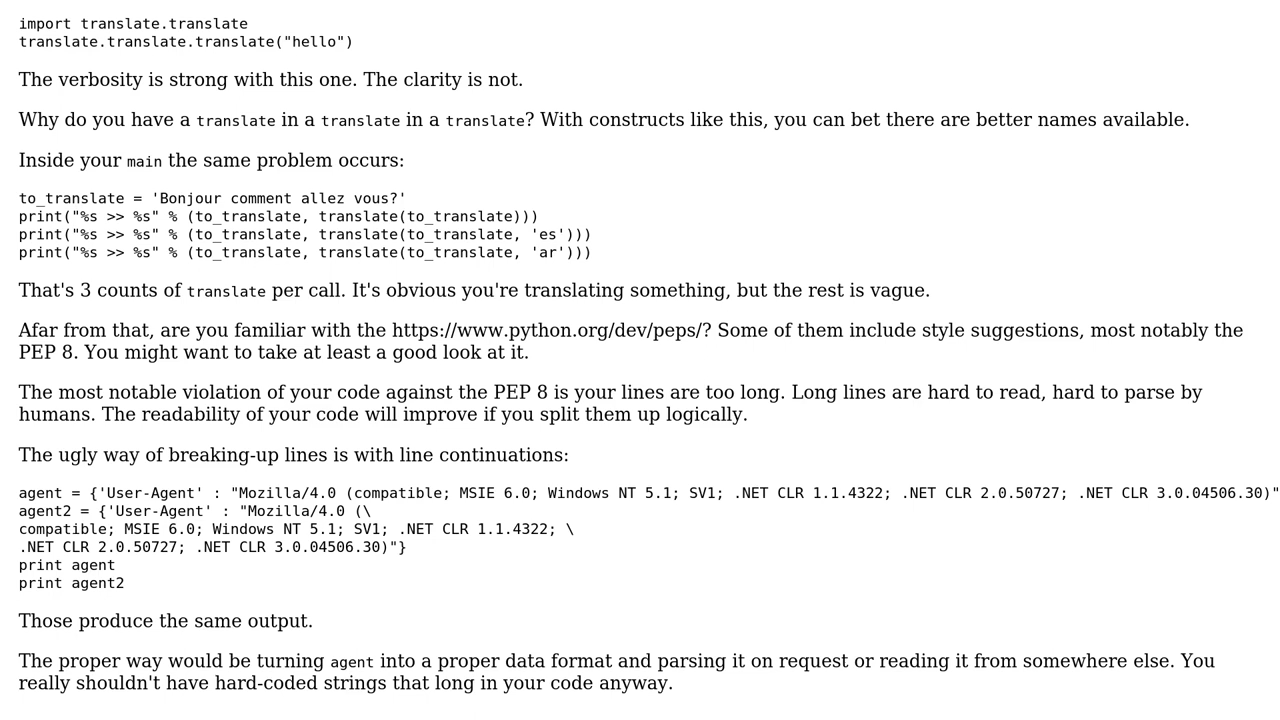 import translate.translate
translate.translate.translate("hello")
The verbosity is strong with this one. The clarity is not.
Why do you have a translate in a translate in a translate? With constructs like this, you can bet there are better names available.
Inside your main the same problem occurs:
to_translate = 'Bonjour comment allez vous?'
print("%s >> %s" % (to_translate, translate(to_translate)))
print("%s >> %s" % (to_translate, translate(to_translate, 'es')))
print("%s >> %s" % (to_translate, translate(to_translate, 'ar')))
That's 3 counts of translate per call. It's obvious you're translating something, but the rest is vague.
Afar from that, are you familiar with the https://www.python.org/dev/peps/? Some of them include style suggestions, most notably the
PEP 8. You might want to take at least a good look at it.
The most notable violation of your code against the PEP 8 is your lines are too long. Long lines are hard to read, hard to parse by
humans. The readability of your code will improve if you split them up logically.
The ugly way of breaking-up lines is with line continuations:
agent = {'User-Agent' : "Mozilla/4.0 (compatible; MSIE 6.0; Windows NT 5.1; SV1; .NET CLR 1.1.4322; .NET CLR 2.0.50727; .NET CLR 3.0.04506.30)"
agent2 = {'User-Agent' : "Mozilla/4.0 (\
compatible; MSIE 6.0; Windows NT 5.1; SV1; .NET CLR 1.1.4322; \
.NET CLR 2.0.50727; .NET CLR 3.0.04506.30)"}
print agent
print agent2
Those produce the same output.
The proper way would be turning agent into a proper data format and parsing it on request or reading it from somewhere else. You
really shouldn't have hard-coded strings that long in your code anyway.